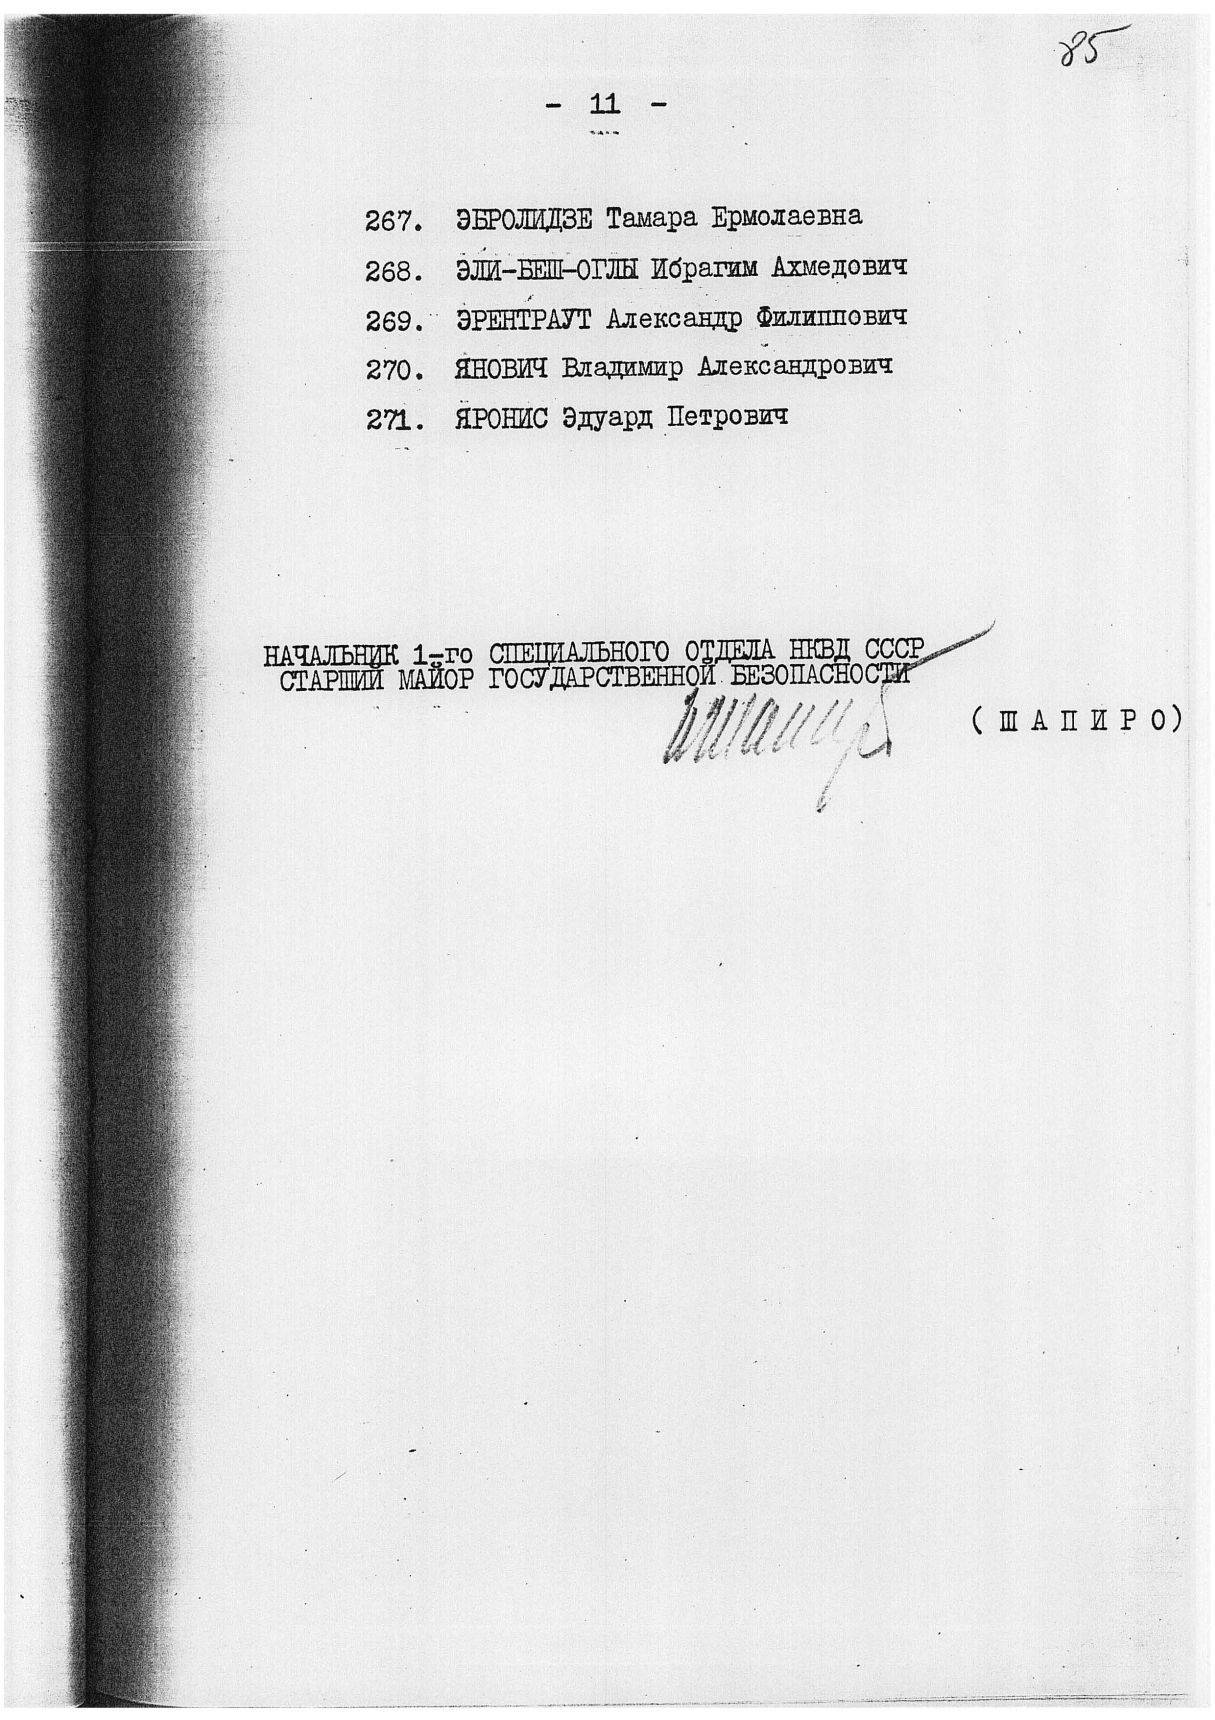 85
- 11 -
267. ЭБРОЛИДЗЕ Тамара Ермолаевна
268. ЭЛИ-БЕШ-ОГЛЫ Ибрагим Ахмедович
269. ЭРЕНТРАУТ Александр Филиппович
270. ЯНОВИЧ Владимир Александрович
271. ЯРОНИС Эдуард Петрович
НАЧАЛЬНИК 1-го СПЕЦИАЛЬНОГО ОТДЕЛА НКВД СССР
СТАРШИЙ МАЙОР ГОСУДАРСТВЕННОЙ БЕЗОПАСНОСТИ
(ШАПИРО)